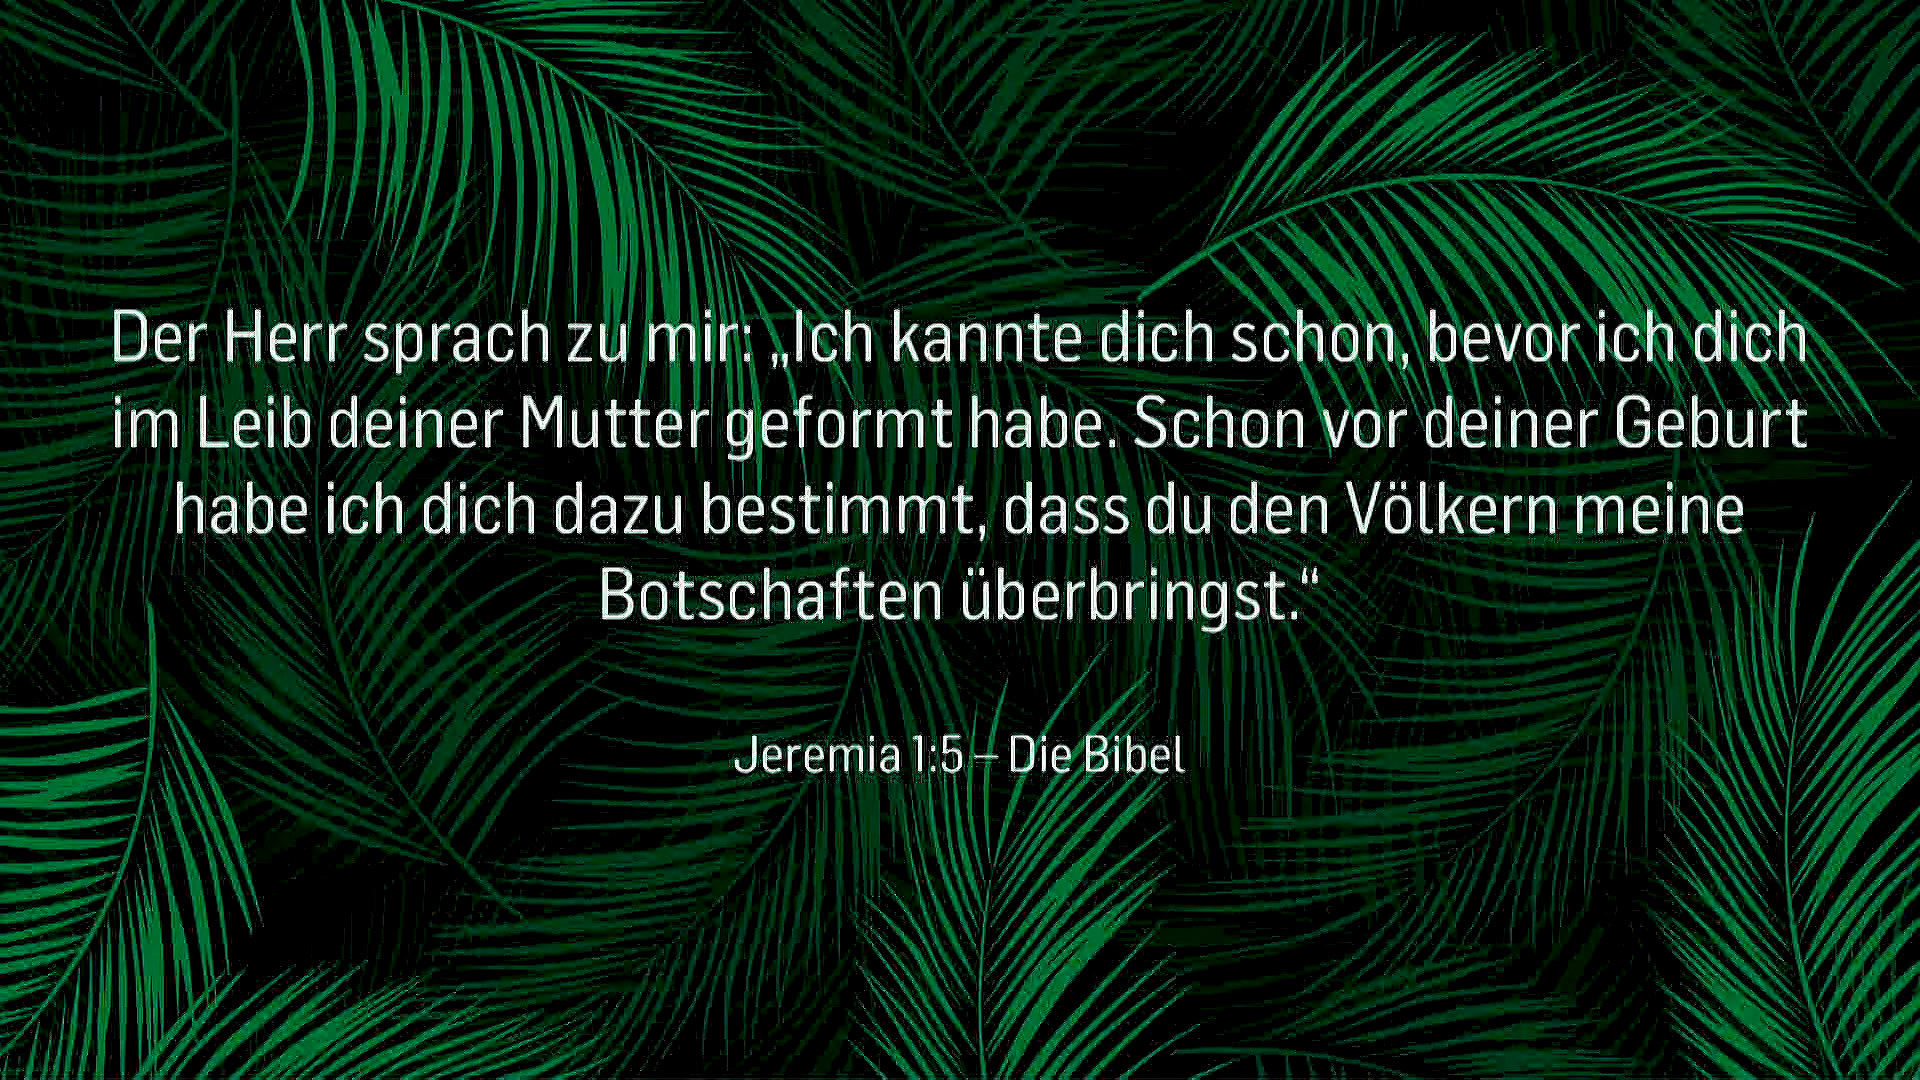 Der Herr sprach zu mir: „Ich kannte dich schon, bevor ich dich
im Leib deiner Mutter geformt habe. Schon vor deiner Geburt
habe ich dich dazu bestimmt, dass du den Völkern meine
Botschaften überbringst.“
Jeremia 1:5 – Die Bibel